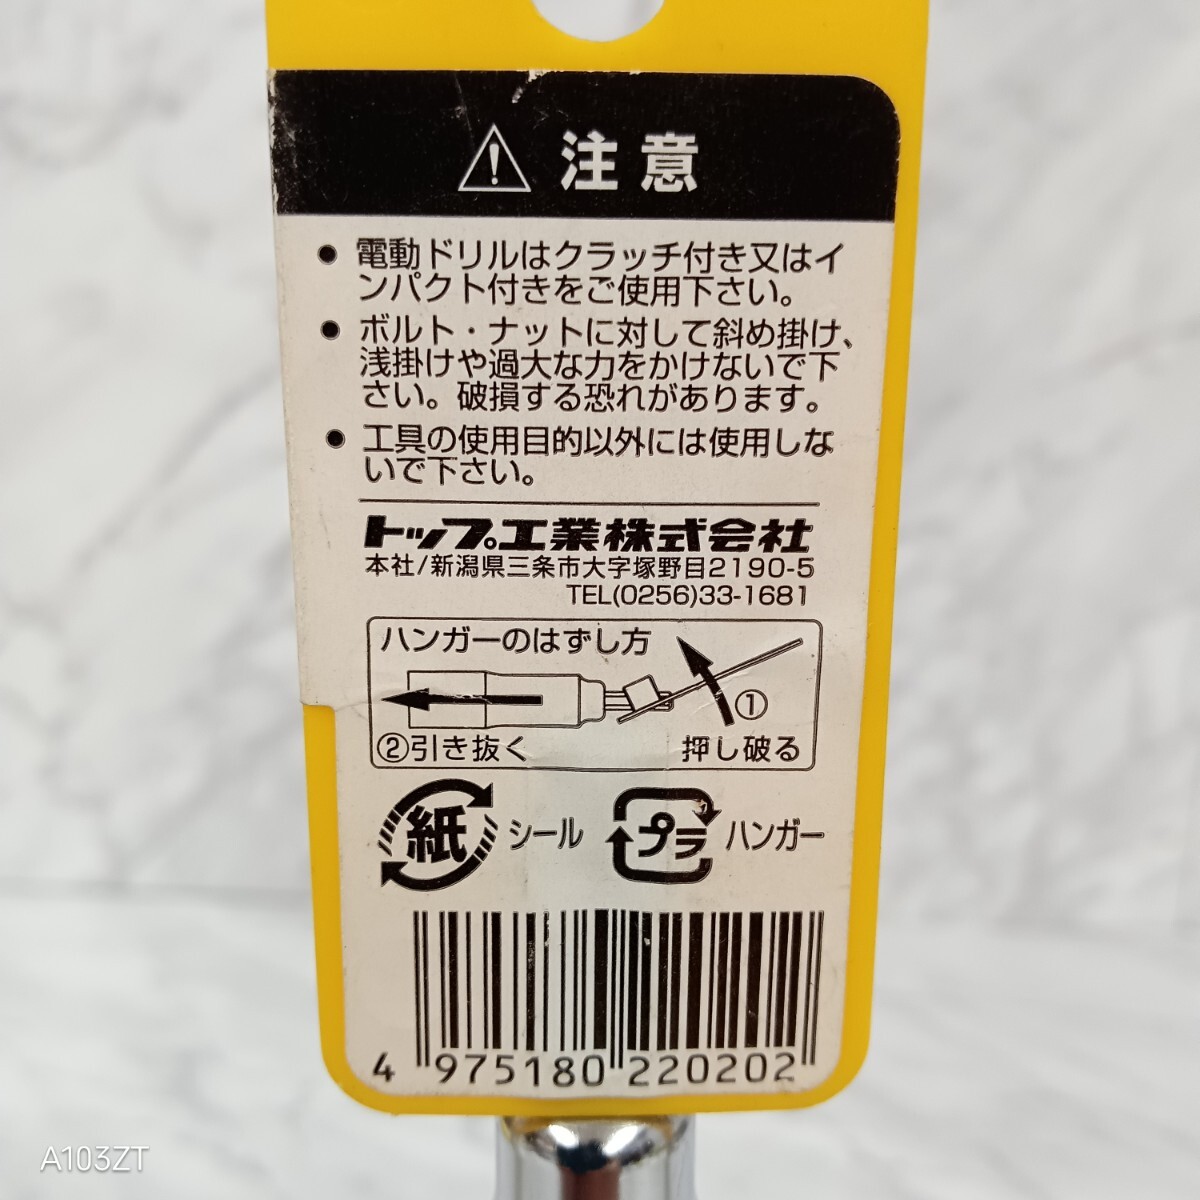 注意
● 電動ドリルはクラッチ付き又はイ
ンパクト付きをご使用下さい。
● ボルト・ナットに対して斜め掛け、
浅掛けや過大な力をかけないで下
さい。破損する恐れがあります。
● 工具の使用目的以外には使用しな
いで下さい。
トップ工業株式会社
本社/新潟県三条市大字塚野目2190-5
TEL(0256)33-1681
ハンガーのはずし方
①
②引き抜く 押し破る
紙 シール プラ ハンガー
4 975180 220202
A103ZT